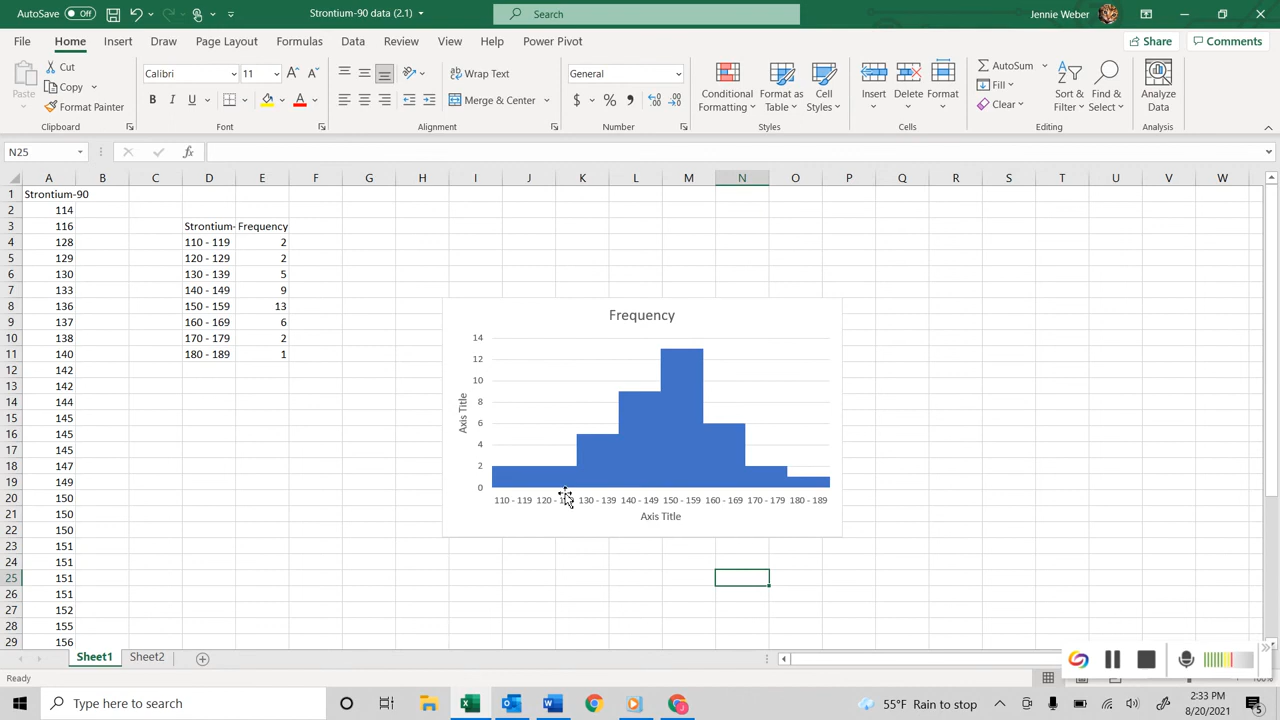 AutoSave Off Strontium-90 data (2.1) Search Jennie Weber
File Home Insert Draw Page Layout Formulas Data Review View Help Power Pivot Share Comments
Paste Cut Copy Format Painter Clipboard
Calibri 11 B I U Font
Wrap Text Merge & Center Alignment
General $ % , Number
Conditional Formatting Format as Table Cell Styles Styles
Insert Delete Format Cells
AutoSum Fill Clear Sort & Filter Find & Select Editing
Analyze Data Analysis
N25 fx
A B C D E F G H I J K L M N O P Q R S T U V W
1 Strontium-90
2 114
3 116 Strontium- Frequency
4 128 110 - 119 2
5 129 120 - 129 2
6 130 130 - 139 5
7 133 140 - 149 9
8 136 150 - 159 13
9 137 160 - 169 6
10 138 170 - 179 2
11 140 180 - 189 1
12 142
13 142
14 144
15 145
16 145
17 145
18 147
19 149
20 150
21 150
22 150
23 151
24 151
25 151
26 151
27 152
28 155
29 156
Frequency
14
12
10
8
6
4
2
0
Axis Title
110 - 119 120 - 130 - 139 140 - 149 150 - 159 160 - 169 170 - 179 180 - 189
Axis Title
Sheet1 Sheet2
Ready
Type here to search 55°F Rain to stop 2:33 PM
8/20/2021 5